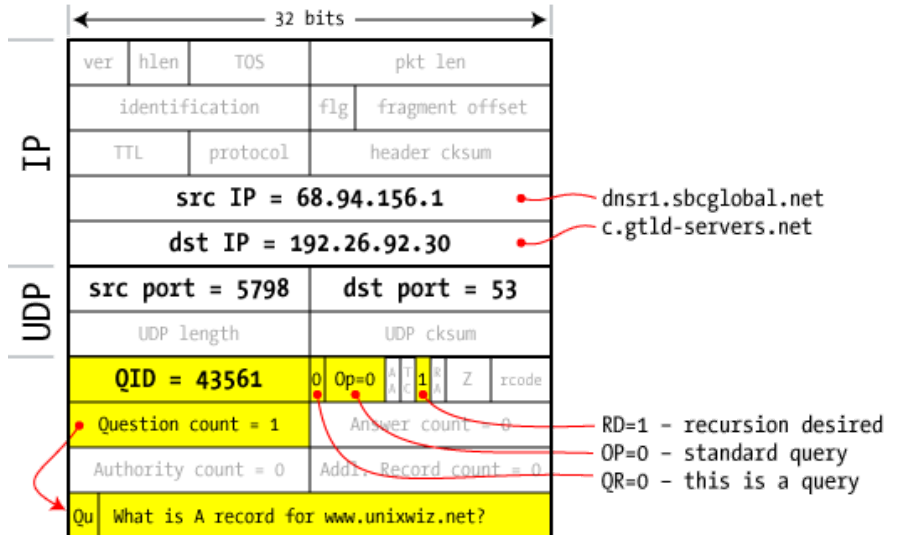 32 bits
ver hlen TOS pkt len
identification flg fragment offset
TTL protocol header cksum
IP
src IP = 68.94.156.1
dnsr1.sbcglobal.net
dst IP = 192.26.92.30
c.gtld-servers.net
UDP
src port = 5798 dst port = 53
UDP length UDP cksum
QID = 43561 0 Op=0 AA TC 1 RA Z rcode
Question count = 1 Answer count = 0
RD=1 – recursion desired
OP=0 – standard query
Authority count = 0 Addl. Record count = 0
QR=0 – this is a query
Qu What is A record for www.unixwiz.net?